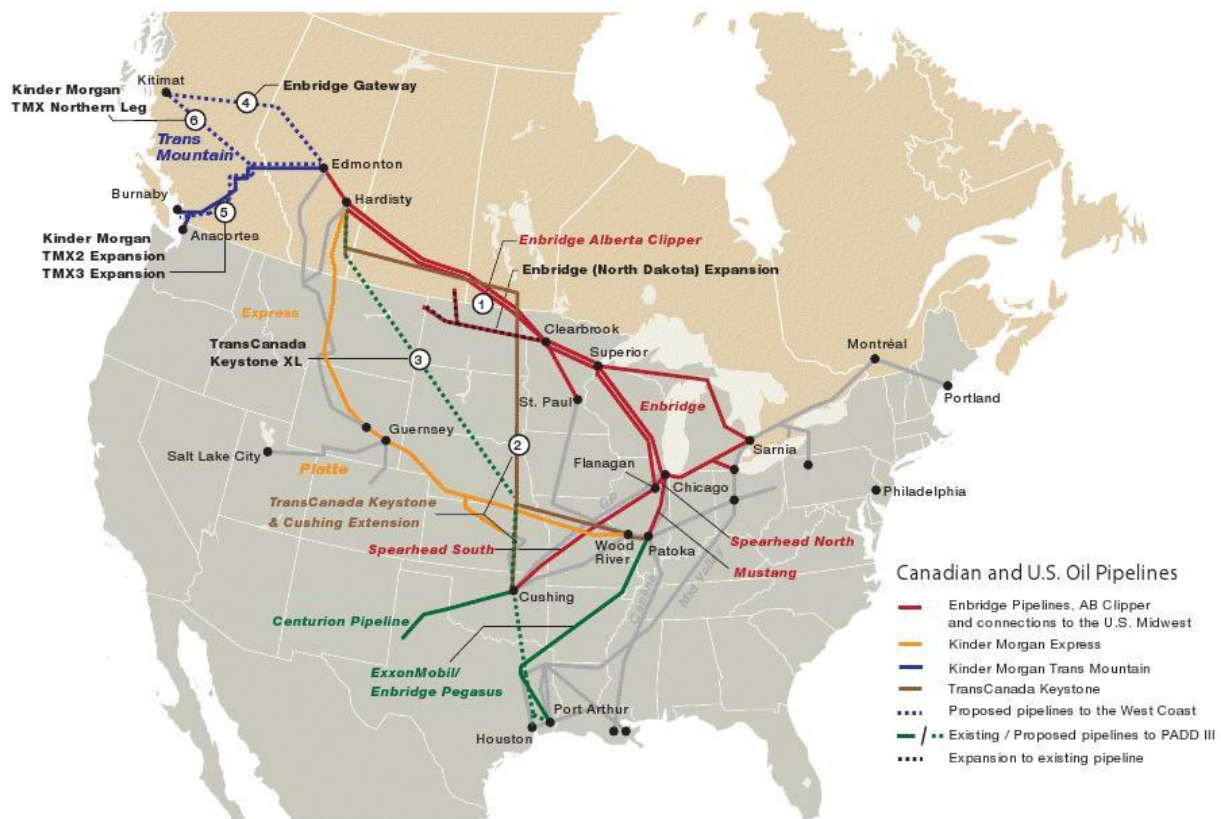 Kitimat
Kinder Morgan
TMX Northern Leg
4
Enbridge Gateway
6
Trans
Mountain
Edmonton
Burnaby
Hardisty
5
Anacortes
Kinder Morgan
TMX2 Expansion
TMX3 Expansion
Enbridge Alberta Clipper
Enbridge (North Dakota) Expansion
1
Express
Clearbrook
TransCanada
Keystone XL
3
Superior
Montréal
St. Paul
Enbridge
Portland
Guernsey
2
Sarnia
Salt Lake City
Platte
Flanagan
Chicago
Philadelphia
BP
TransCanada Keystone
& Cushing Extension
Spearhead South
Wood
River
Patoka
Spearhead North
Mustang
Cushing
Capline
Mid Valley
Centurion Pipeline
ExxonMobil/
Enbridge Pegasus
Port Arthur
Houston
Canadian and U.S. Oil Pipelines
Enbridge Pipelines, AB Clipper
and connections to the U.S. Midwest
Kinder Morgan Express
Kinder Morgan Trans Mountain
TransCanada Keystone
Proposed pipelines to the West Coast
/ Existing / Proposed pipelines to PADD III
Expansion to existing pipeline